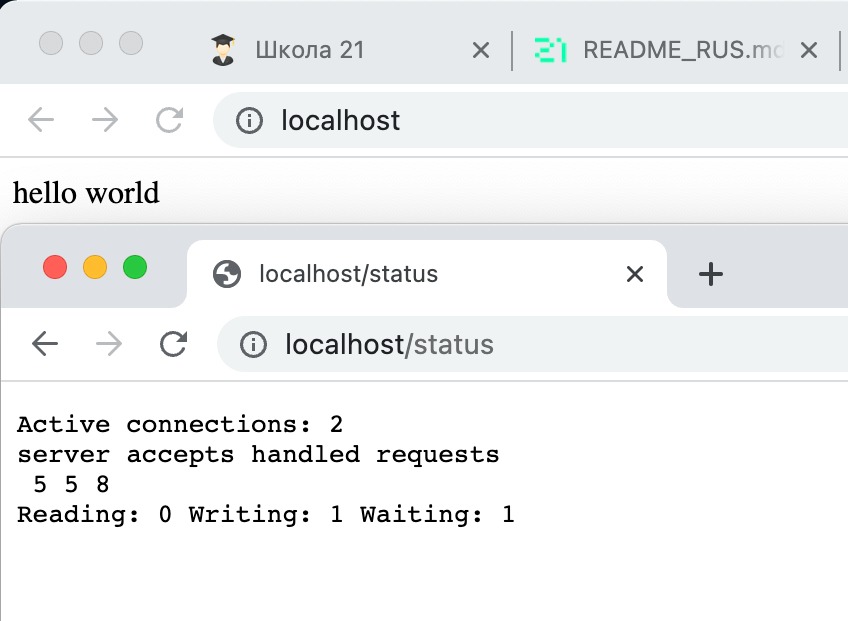 Школа 21
README_RUS.md
localhost
hello world
localhost/status
localhost/status
Active connections: 2
server accepts handled requests
5 5 8
Reading: 0 Writing: 1 Waiting: 1